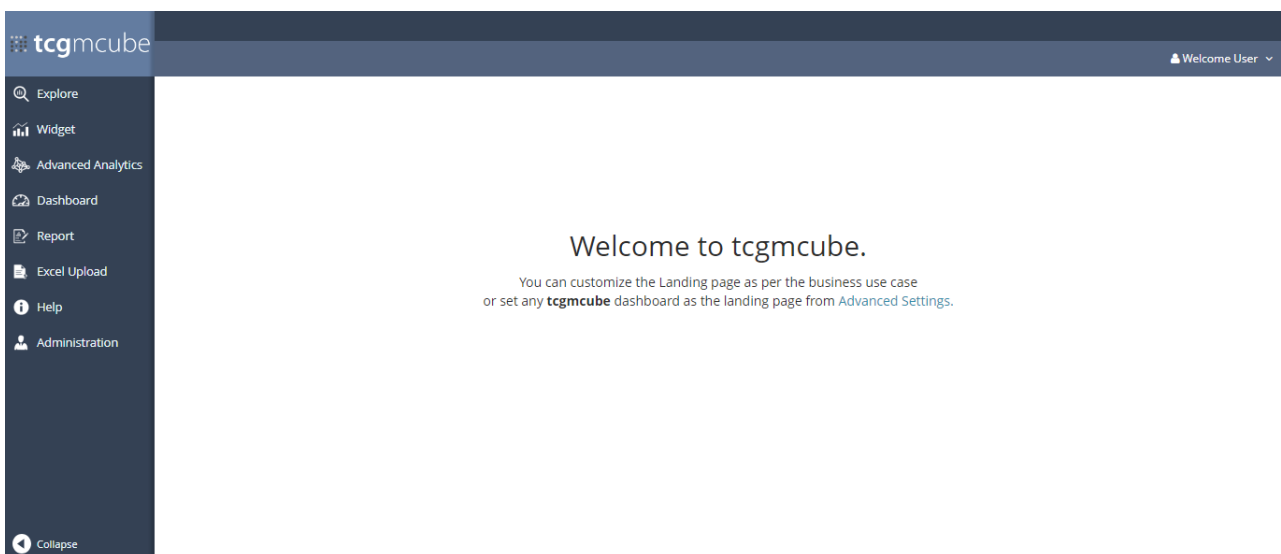 tcgmcube
Welcome User
Explore
Widget
Advanced Analytics
Dashboard
Report
Excel Upload
Help
Administration
Collapse
Welcome to tcgmcube.
You can customize the Landing page as per the business use case
or set any tcgmcube dashboard as the landing page from Advanced Settings.